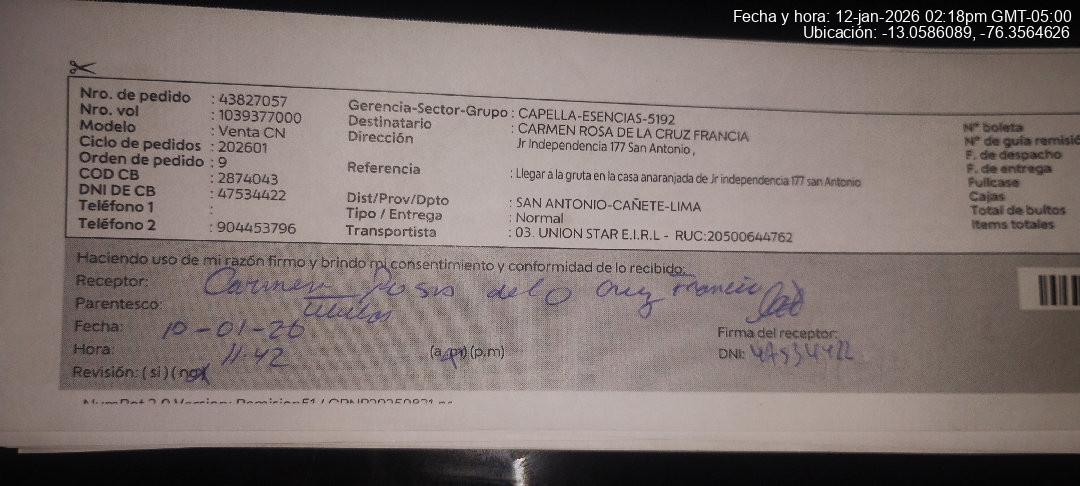 Fecha y hora: 12-jan-2026 02:18pm GMT-05:00
Ubicación: -13.0586089, -76.3564626
Nro. de pedido : 43827057
Nro. vol : 1039377000
Modelo : Venta CN
Ciclo de pedidos : 202601
Orden de pedido : 9
COD CB : 2874043
DNI DE CB : 47534422
Teléfono 1 :
Teléfono 2 : 904453796
Gerencia-Sector-Grupo : CAPELLA-ESENCIAS-5192
Destinatario : CARMEN ROSA DE LA CRUZ FRANCIA
Dirección Jr Independencia 177 San Antonio ,
Referencia : Llegar a la gruta en la casa anaranjada de Jr independencia 177 san Antonio
Dist/Prov/Dpto : SAN ANTONIO-CAÑETE-LIMA
Tipo / Entrega : Normal
Transportista : 03. UNION STAR E.I.R.L - RUC:20500644762
N° boleta
N° de guía remisió
F. de despacho
F. de entrega
Fullcase
Cajas
Total de bultos
Items totales
Haciendo uso de mi razón firmo y brindo mi consentimiento y conformidad de lo recibido:
Receptor: Carmen Rosa de la Cruz Francia
Parentesco: titular
Fecha: 10-01-26
Hora: 11:42 (a.m) (p.m)
Revisión: ( si ) ( no )
Firma del receptor:
DNI: 47534422